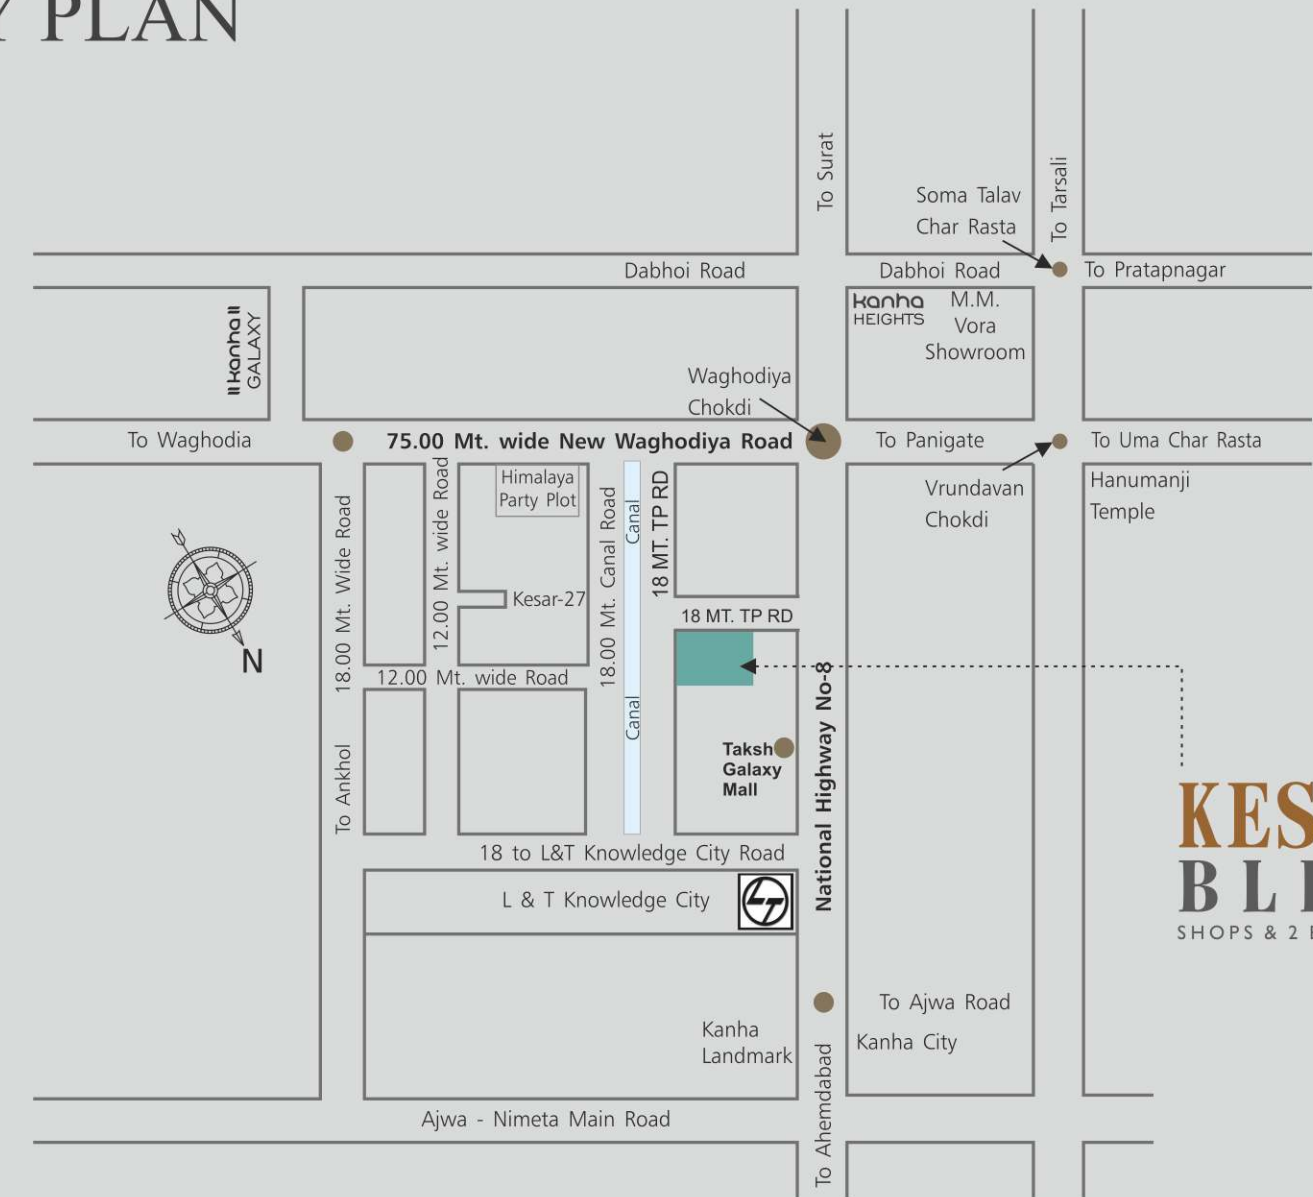 Y PLAN
To Surat
To Tarsali
Soma Talav
Char Rasta
Dabhoi Road
Dabhoi Road
To Pratapnagar
kanha
GALAXY
kanha
HEIGHTS
M.M.
Vora
Showroom
Waghodiya
Chokdi
To Waghodia
75.00 Mt. wide New Waghodiya Road
To Panigate
To Uma Char Rasta
Vrundavan
Chokdi
Hanumanji
Temple
18.00 Mt. Wide Road
12.00 Mt. wide Road
Himalaya
Party Plot
Kesar-27
18.00 Mt. Canal Road
Canal
18 MT. TP RD
18 MT. TP RD
N
12.00 Mt. wide Road
Canal
To Ankhol
Taksh
Galaxy
Mall
National Highway No-8
KES
BL
SHOPS & 2
18 to L&T Knowledge City Road
L & T Knowledge City
LT
To Ajwa Road
Kanha
Landmark
Kanha City
To Ahemdabad
Ajwa - Nimeta Main Road